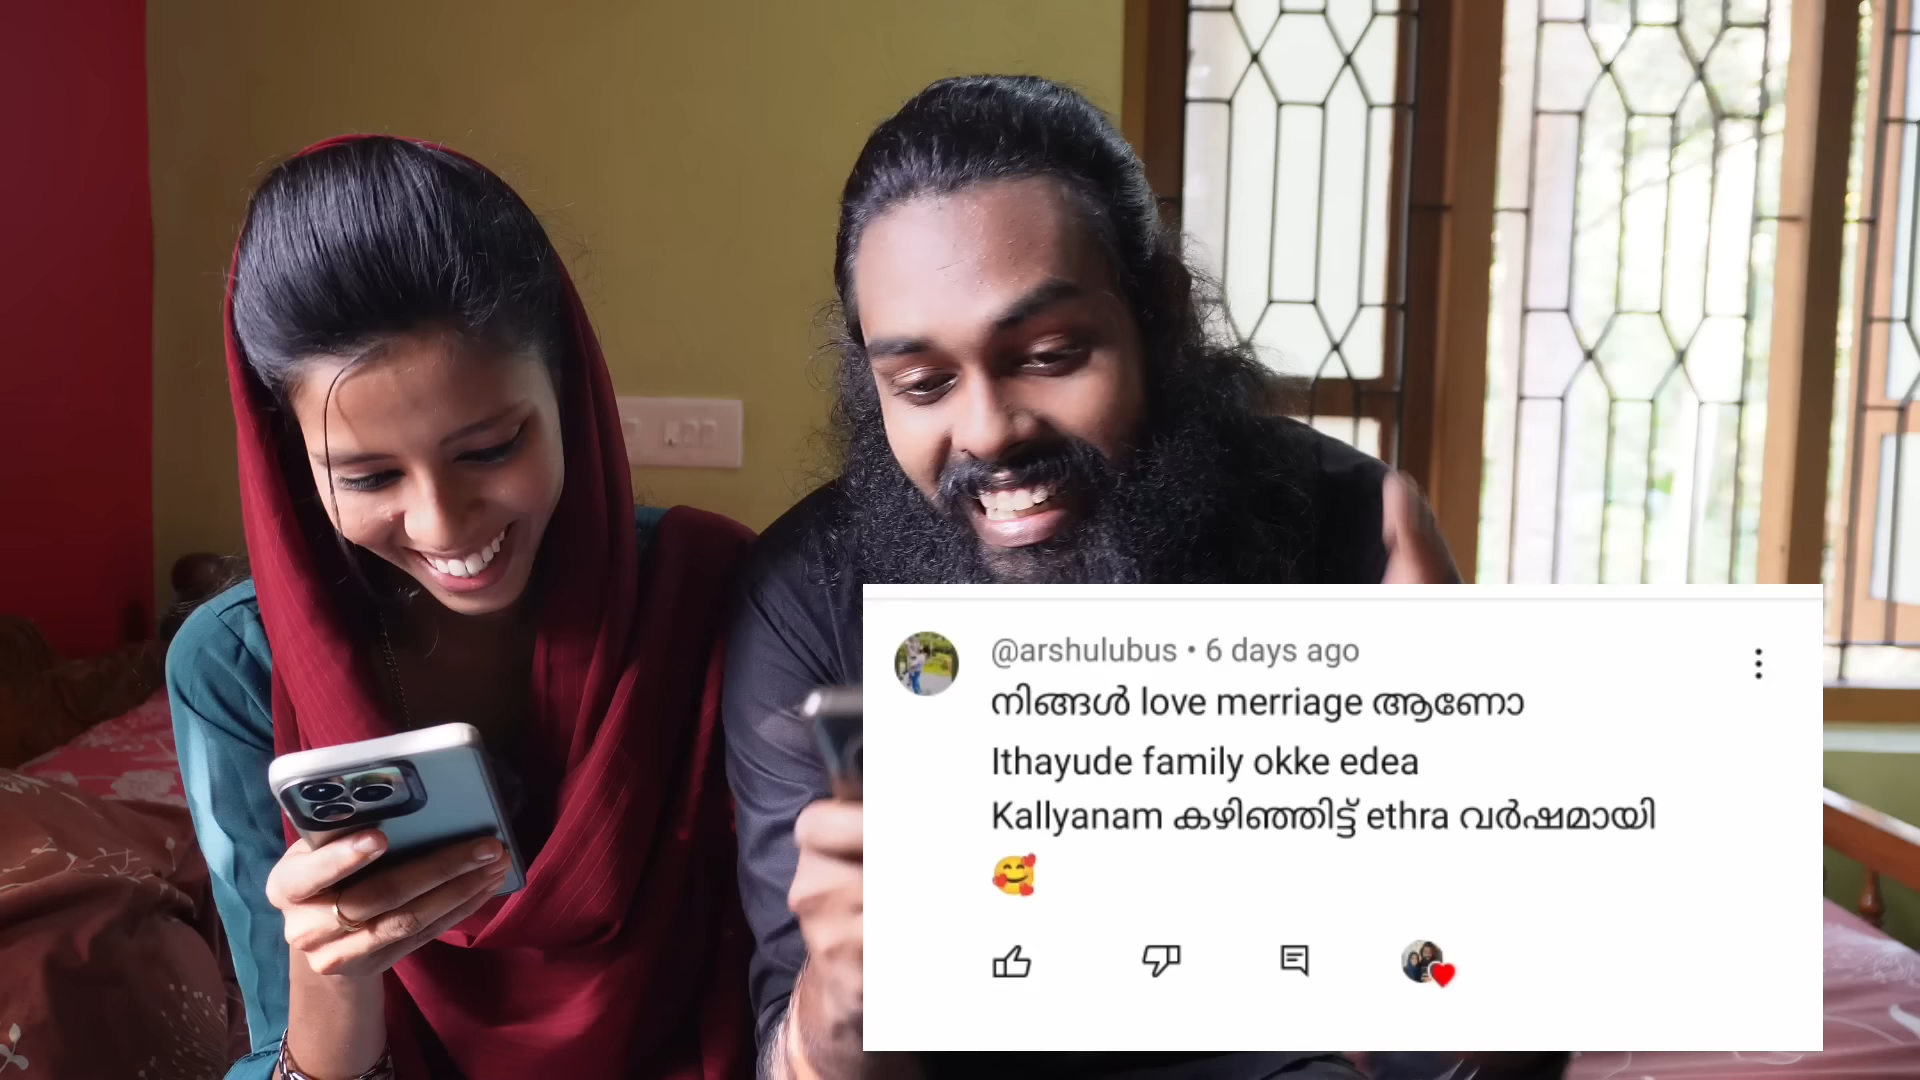 @arshulubus • 6 days ago
നിങ്ങൾ love merriage ആണോ
Ithayude family okke edea
Kallyanam കഴിഞ്ഞിട്ട് ethra വർഷമായി